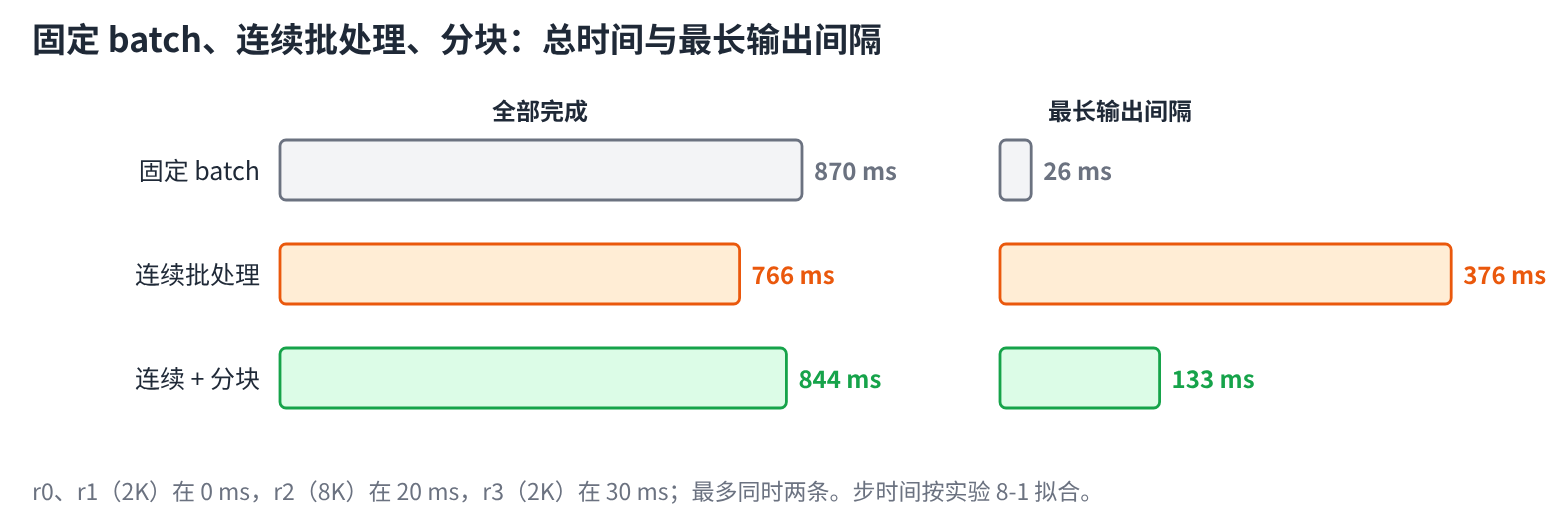 固定 batch、连续批处理、分块：总时间与最长输出间隔
全部完成
最长输出间隔
固定 batch
870 ms
26 ms
连续批处理
766 ms
376 ms
连续 + 分块
844 ms
133 ms
r0、r1（2K）在 0 ms，r2（8K）在 20 ms，r3（2K）在 30 ms；最多同时两条。步时间按实验 8-1 拟合。